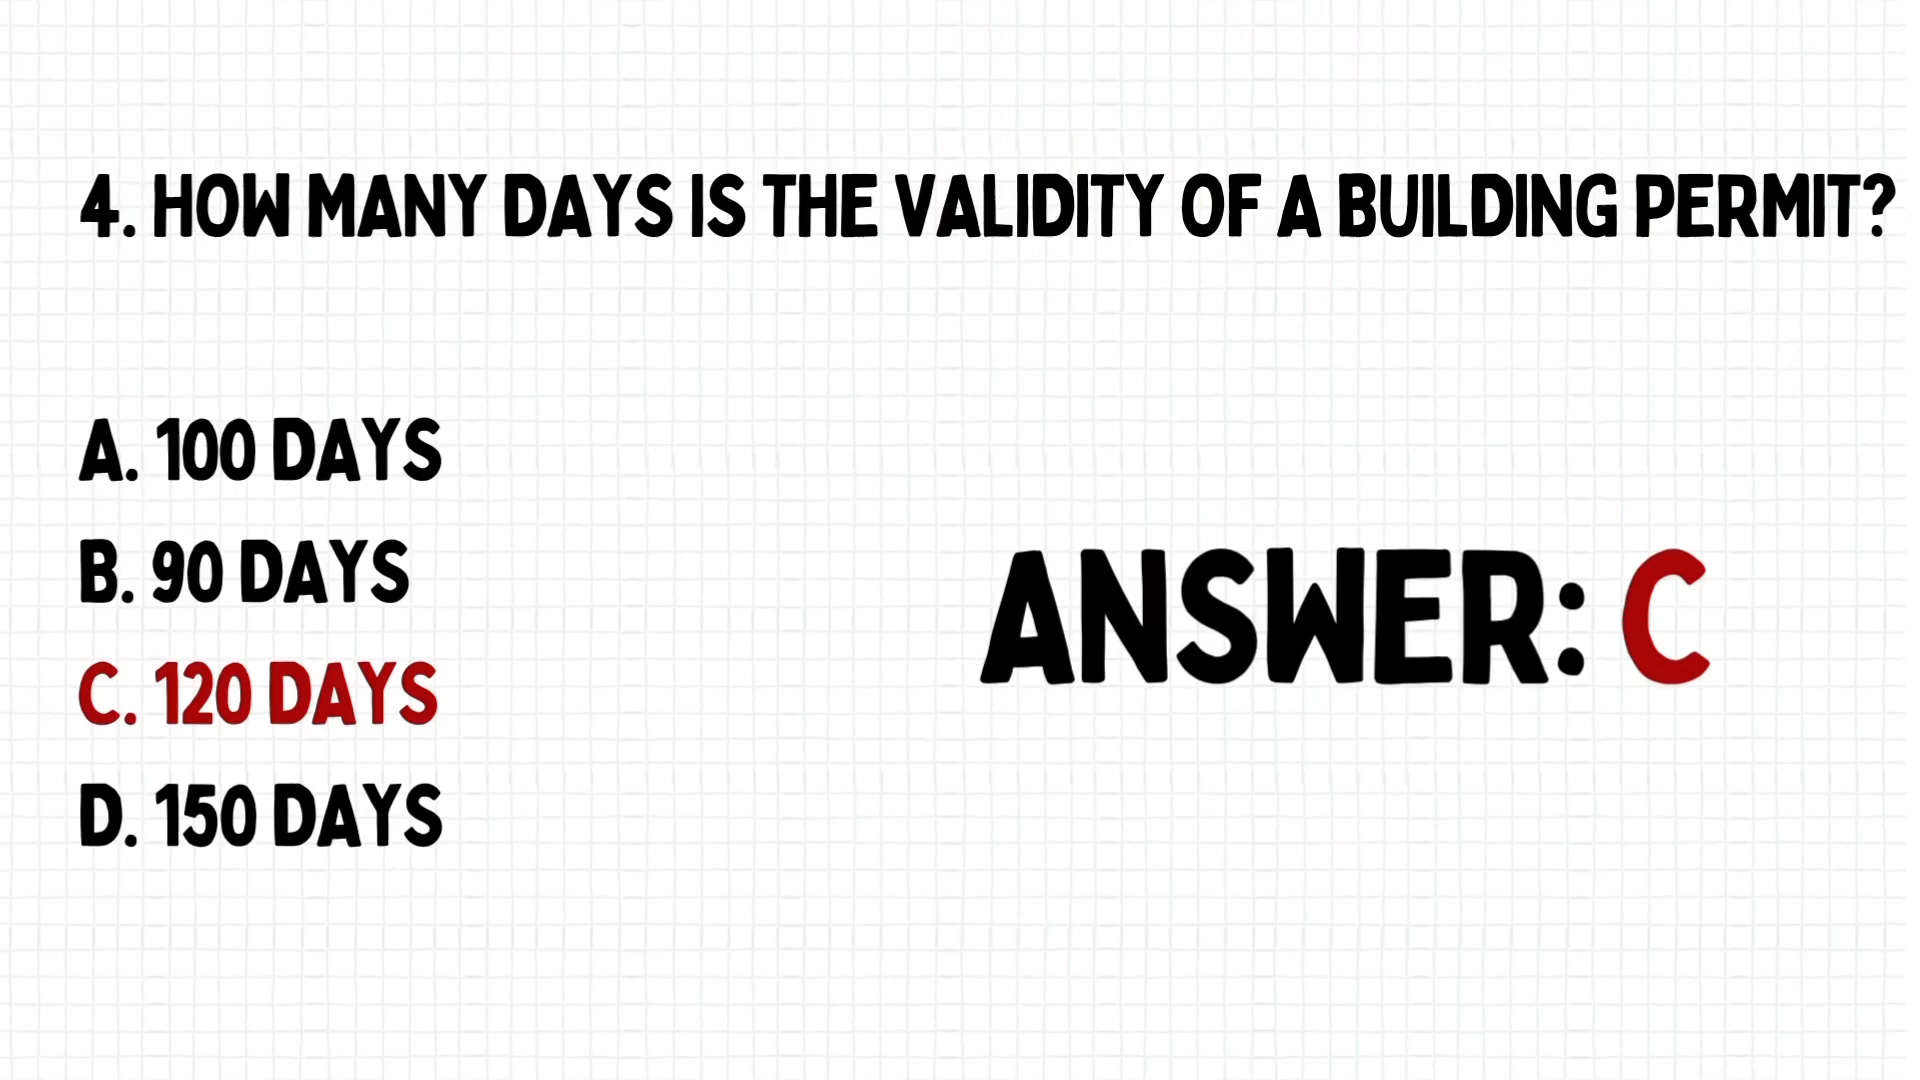 4. HOW MANY DAYS IS THE VALIDITY OF A BUILDING PERMIT?
A. 100 DAYS
B. 90 DAYS
C. 120 DAYS
D. 150 DAYS
ANSWER: C